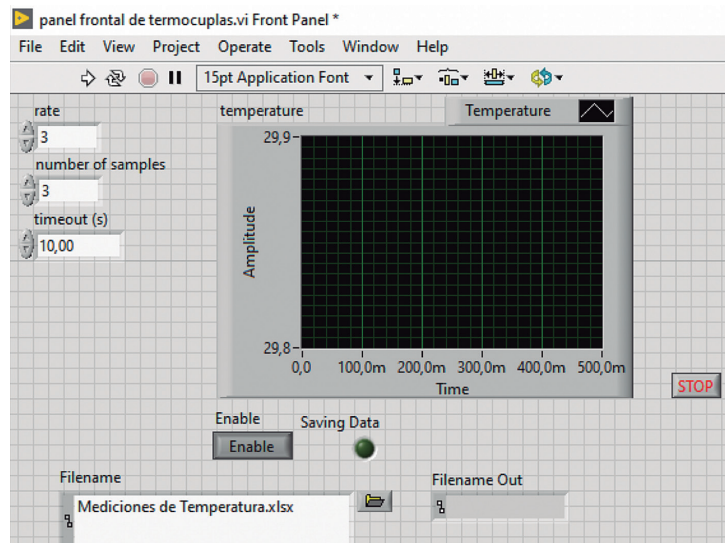 panel frontal de termocuplas.vi Front Panel *
File Edit View Project Operate Tools Window Help
15pt Application Font
rate
3
number of samples
3
timeout (s)
10,00
temperature
Temperature
29,9
Amplitude
29,8
0,0 100,0m 200,0m 300,0m 400,0m 500,0m
Time
STOP
Enable
Enable
Saving Data
Filename
Mediciones de Temperatura.xlsx
Filename Out